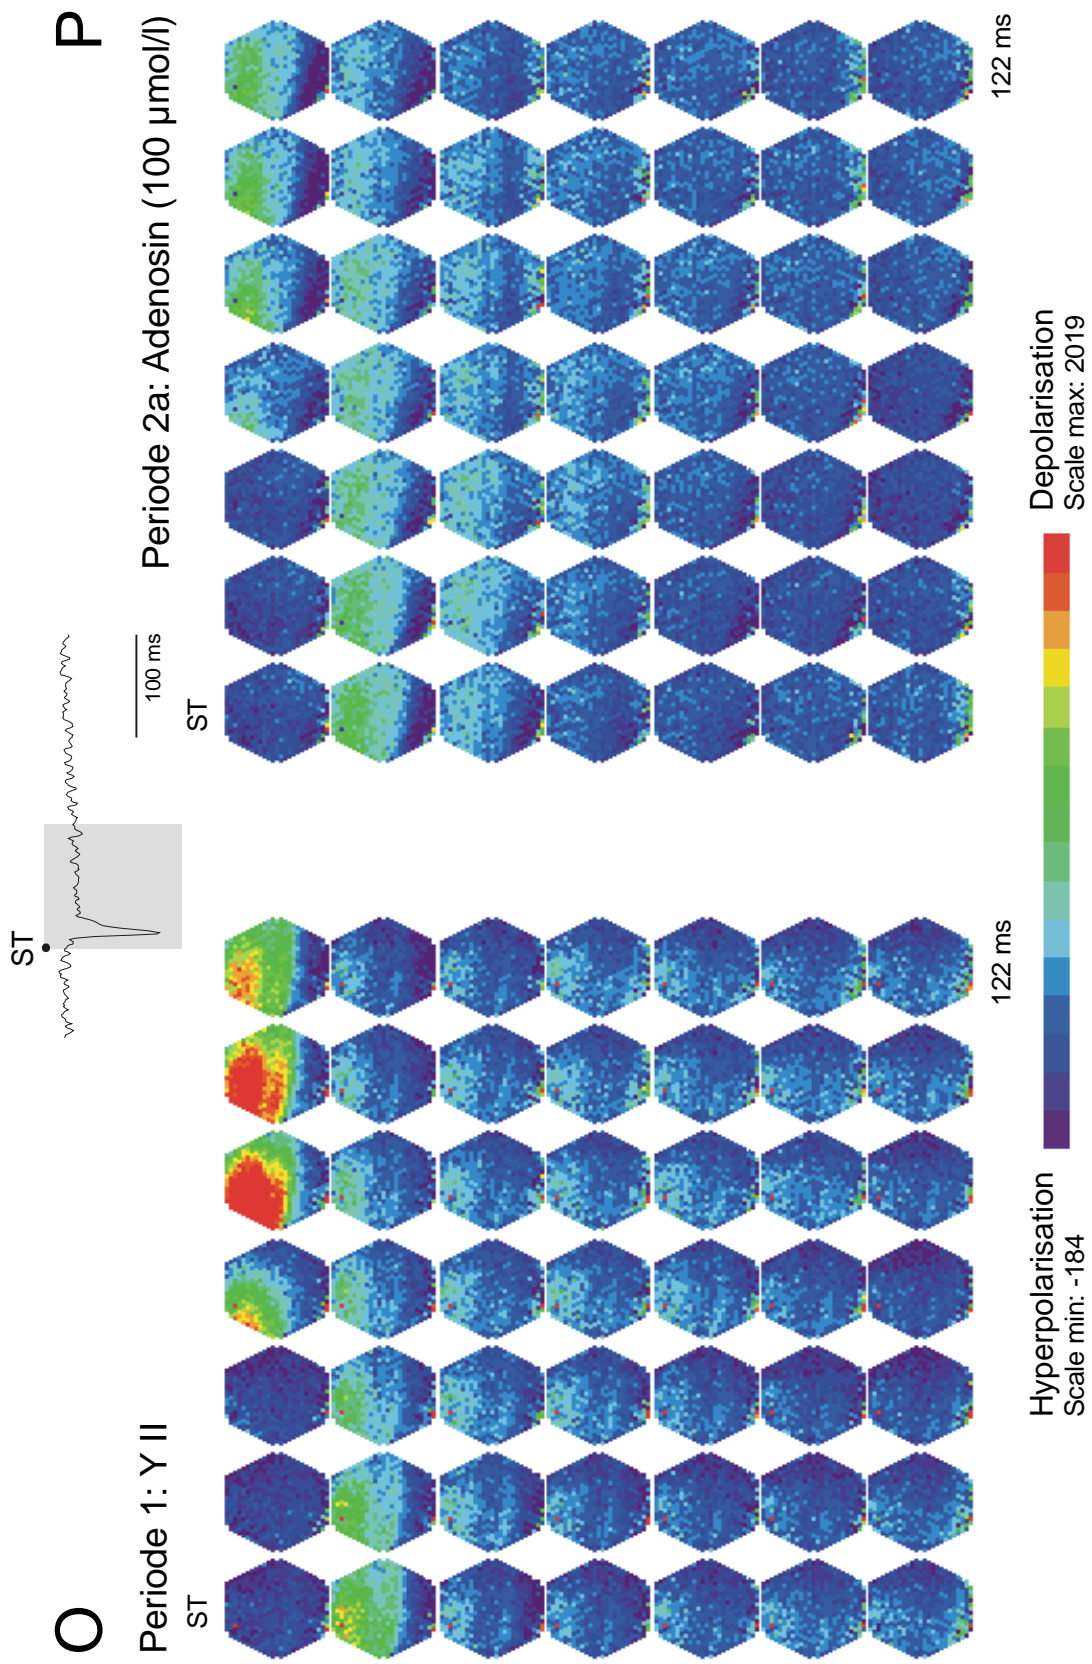 O
P
Periode 1: Y II
ST
ST
100 ms
Periode 2a: Adenosin (100 µmol/l)
ST
122 ms
122 ms
Hyperpolarisation
Scale min: -184
Depolarisation
Scale max: 2019